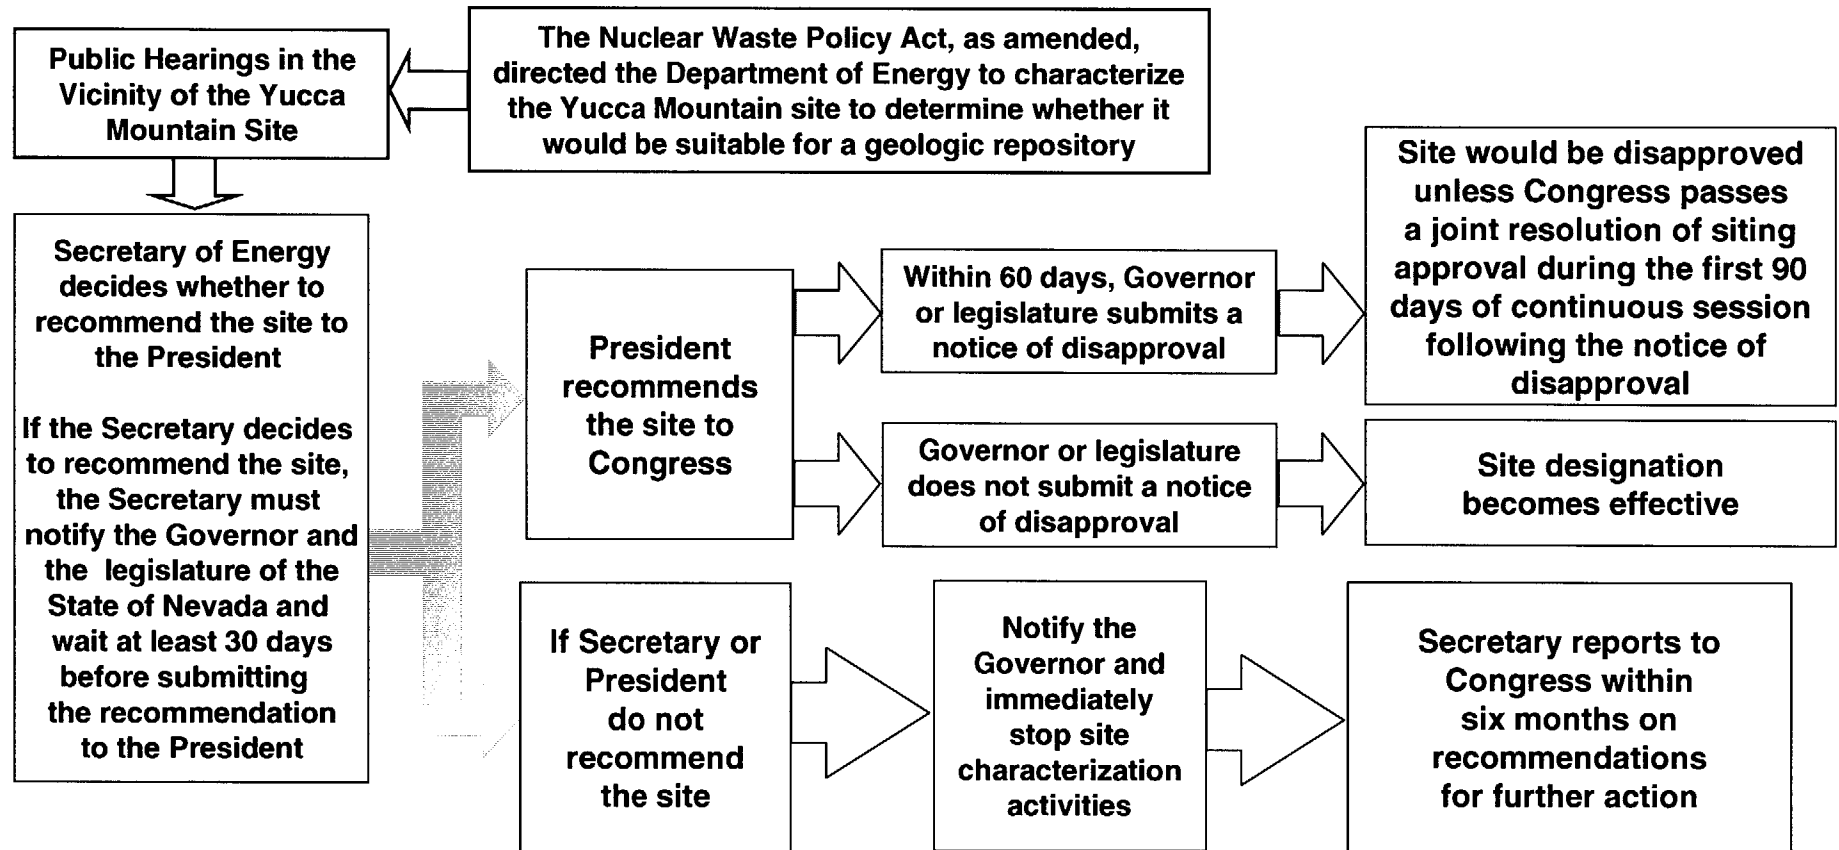 The Nuclear Waste Policy Act, as amended,
directed the Department of Energy to characterize
the Yucca Mountain site to determine whether it
would be suitable for a geologic repository
Public Hearings in the
Vicinity of the Yucca
Mountain Site
Secretary of Energy
decides whether to
recommend the site to
the President
If the Secretary decides
to recommend the site,
the Secretary must
notify the Governor and
the legislature of the
State of Nevada and
wait at least 30 days
before submitting
the recommendation
to the President
President
recommends
the site to
Congress
Within 60 days, Governor
or legislature submits a
notice of disapproval
Site would be disapproved
unless Congress passes
a joint resolution of siting
approval during the first 90
days of continuous session
following the notice of
disapproval
Governor or legislature
does not submit a notice
of disapproval
Site designation
becomes effective
If Secretary or
President
do not
recommend
the site
Notify the
Governor and
immediately
stop site
characterization
activities
Secretary reports to
Congress within
six months on
recommendations
for further action